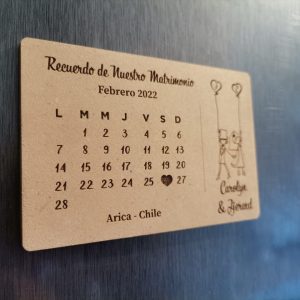 Recuerdo de Nuestro Matrimonio
Febrero 2022
L M M J V S D
1 2 3 4 5 6
7 8 9 10 11 12 13
14 15 16 17 18 19 20
21 22 23 24 25 27
28
Arica - Chile
Carolyn
&